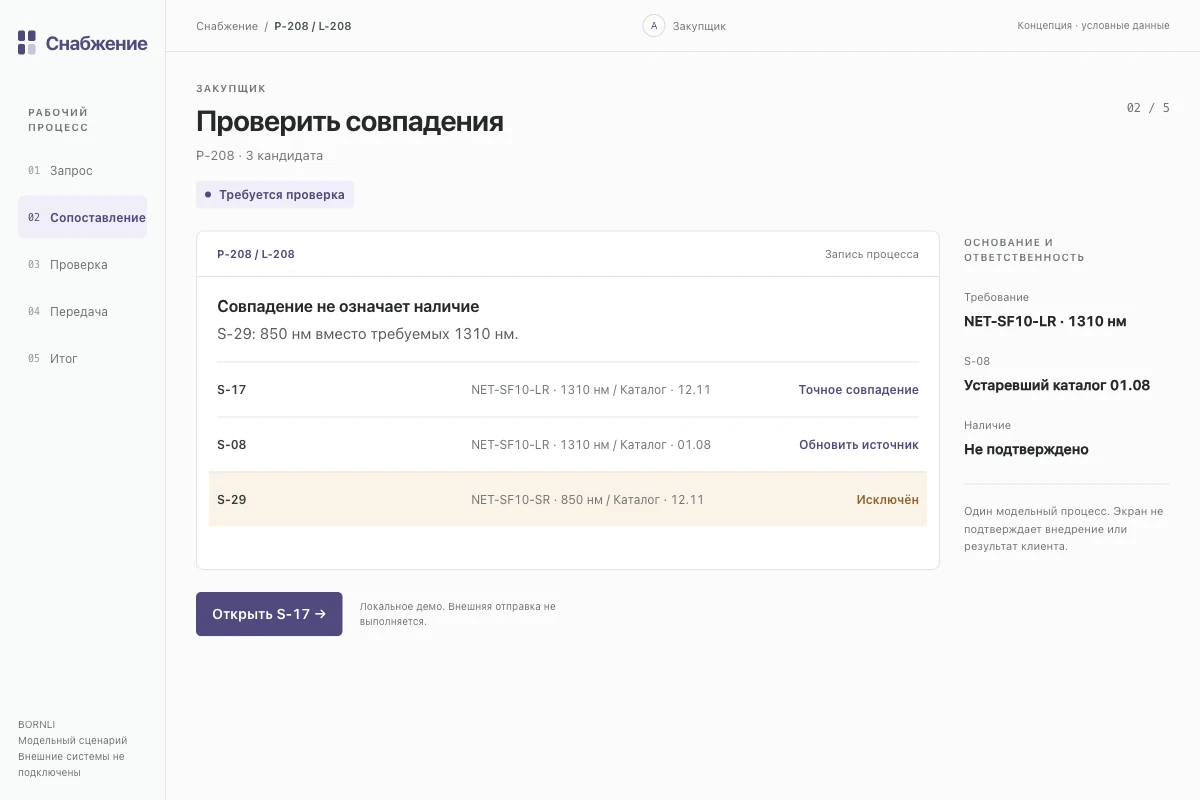 Снабжение
РАБОЧИЙ
ПРОЦЕСС
01 Запрос
02 Сопоставление
03 Проверка
04 Передача
05 Итог
BORNLI
Модельный сценарий
Внешние системы не
подключены
Снабжение / P-208 / L-208
A Закупщик
Концепция · условные данные
ЗАКУПЩИК
Проверить совпадения
02 / 5
P-208 · 3 кандидата
Требуется проверка
P-208 / L-208
Запись процесса
Совпадение не означает наличие
S-29: 850 нм вместо требуемых 1310 нм.
S-17 NET-SF10-LR · 1310 нм / Каталог · 12.11 Точное совпадение
S-08 NET-SF10-LR · 1310 нм / Каталог · 01.08 Обновить источник
S-29 NET-SF10-SR · 850 нм / Каталог · 12.11 Исключён
Открыть S-17 →
Локальное демо. Внешняя отправка не
выполняется.
ОСНОВАНИЕ И
ОТВЕТСТВЕННОСТЬ
Требование
NET-SF10-LR · 1310 нм
S-08
Устаревший каталог 01.08
Наличие
Не подтверждено
Один модельный процесс. Экран не
подтверждает внедрение или
результат клиента.